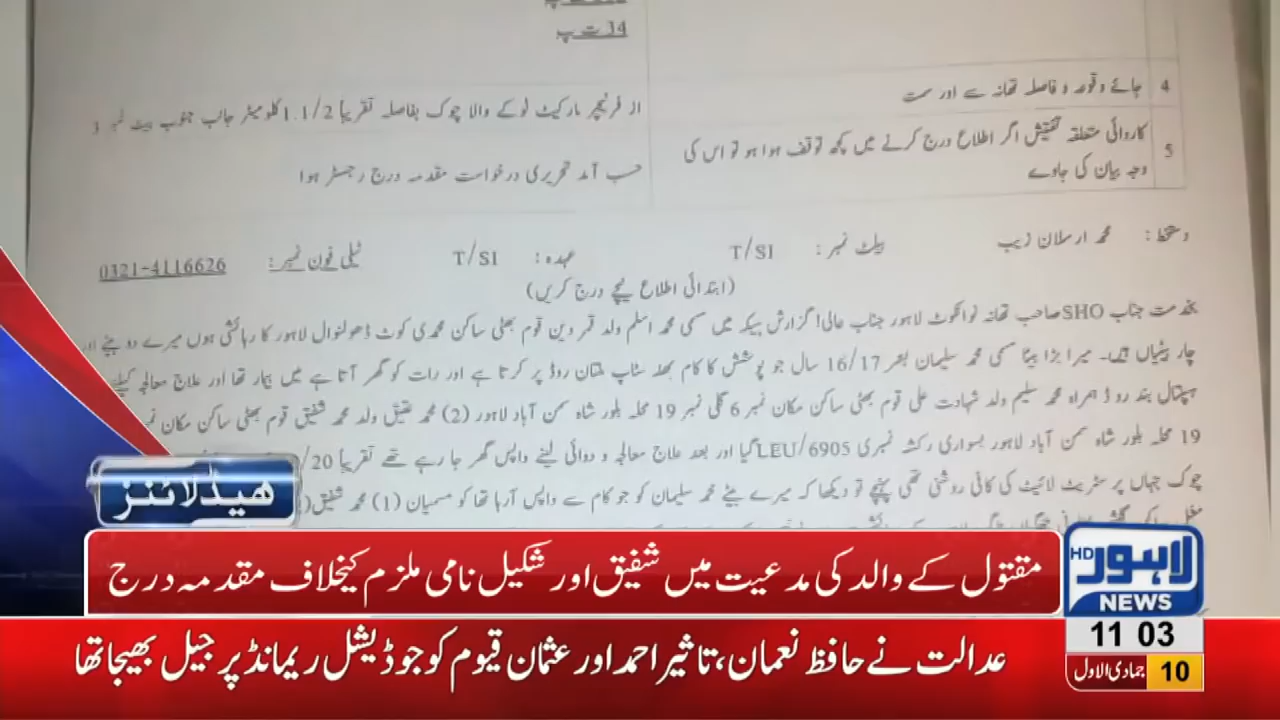 34 ت پ
4 جائے وقوعہ و فاصلہ تھانہ سے اور سمت
از فرنیچر مارکیٹ لوکے والا چوک بفاصلہ تقریباً 1.1/2 کلومیٹر جانب جنوب بیٹ نمبر 3
5 کاروائی متعلقہ تفتیش اگر اطلاع درج کرنے میں کچھ توقف ہوا ہو تو اس کی
وجہ بیان کی جاوے
حسب آمد تحریری درخواست مقدمہ درج رجسٹر ہوا
دستخط : محمد ارسلان زیب بیلٹ نمبر : T/SI عہدہ : T/SI ٹیلی فون نمبر : 0321-4116626
(ابتدائی اطلاع نیچے درج کریں)
بخدمت جناب SHO صاحب تھانہ نوانکوٹ لاہور جناب عالی! گزارش ہیکہ میں مسمی محمد اسلم ولد قمر دین قوم بھٹی ساکن محمدی کوٹ ڈھولنوال لاہور کا رہائشی ہوں میرے دو بیٹے اور
چار بیٹیاں ہیں۔ میرا بڑا بیٹا مسمی محمد سلیمان بعمر 16/17 سال جو پوشش کا کام بھٹہ سٹاپ ملتان روڈ پر کرتا ہے اور رات کو گھر آتا ہے میں بیمار تھا اور علاج معالجہ کیلئے
ہسپتال بند روڈ ہمراہ محمد سلیم ولد شہادت علی قوم بھٹی ساکن مکان نمبر 6 گلی نمبر 19 محلہ بلور شاہ سمن آباد لاہور (2) محمد عتیق ولد محمد شفیق قوم بھٹی ساکن مکان
19 محلہ بلور شاہ سمن آباد لاہور بسواری رکشہ نمبری LEU/6905 گیا اور بعد علاج معالجہ و دوائی لینے واپس گھر جا رہے تھے تقریباً /20
چوک جہاں پر سٹریٹ لائیٹ کی کافی روشنی تھی پہنچے تو دیکھا کہ میرے بیٹے محمد سلیمان کو جو کام سے واپس آرہا تھا کو مسمیان (1) محمد شفیق
ہیڈلائنز
مقتول کے والد کی مدعیت میں شفیق اور شکیل نامی ملزم کیخلاف مقدمہ درج
عدالت نے حافظ نعمان، تاثیر احمد اور عثمان قیوم کو جوڈیشل ریمانڈ پر جیل بھیجا تھا
لاہور HD
NEWS
11 03
10 جمادی الاول